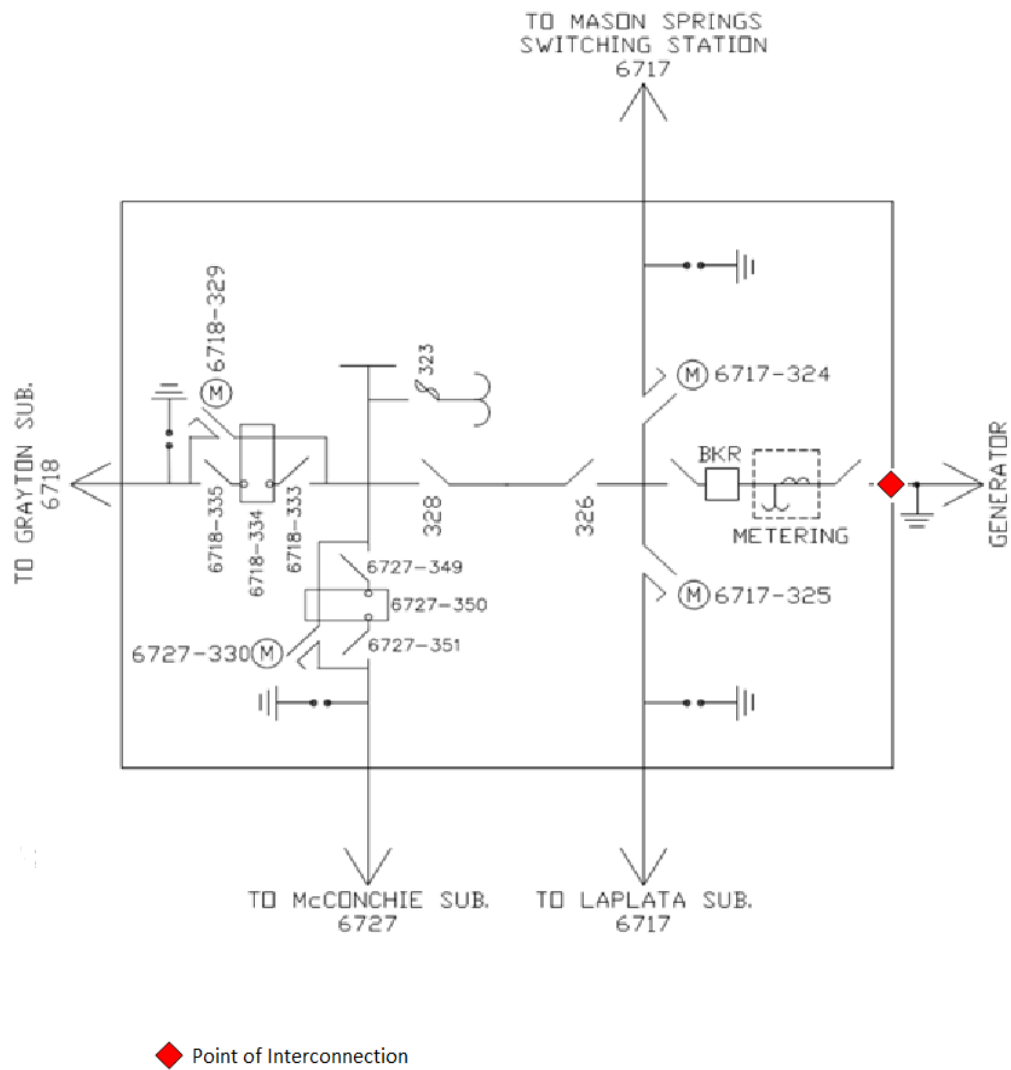 TO MASON SPRINGS
SWITCHING STATION
6717
6718-329
M
323
M 6717-324
TO GRAYTON SUB.
6718
BKR
METERING
GENERATOR
6718-335
6718-334
6718-333
328
326
6727-349
6727-350
6727-351
6727-330 M
M 6717-325
TO McCONCHIE SUB.
6727
TO LAPLATA SUB.
6717
Point of Interconnection